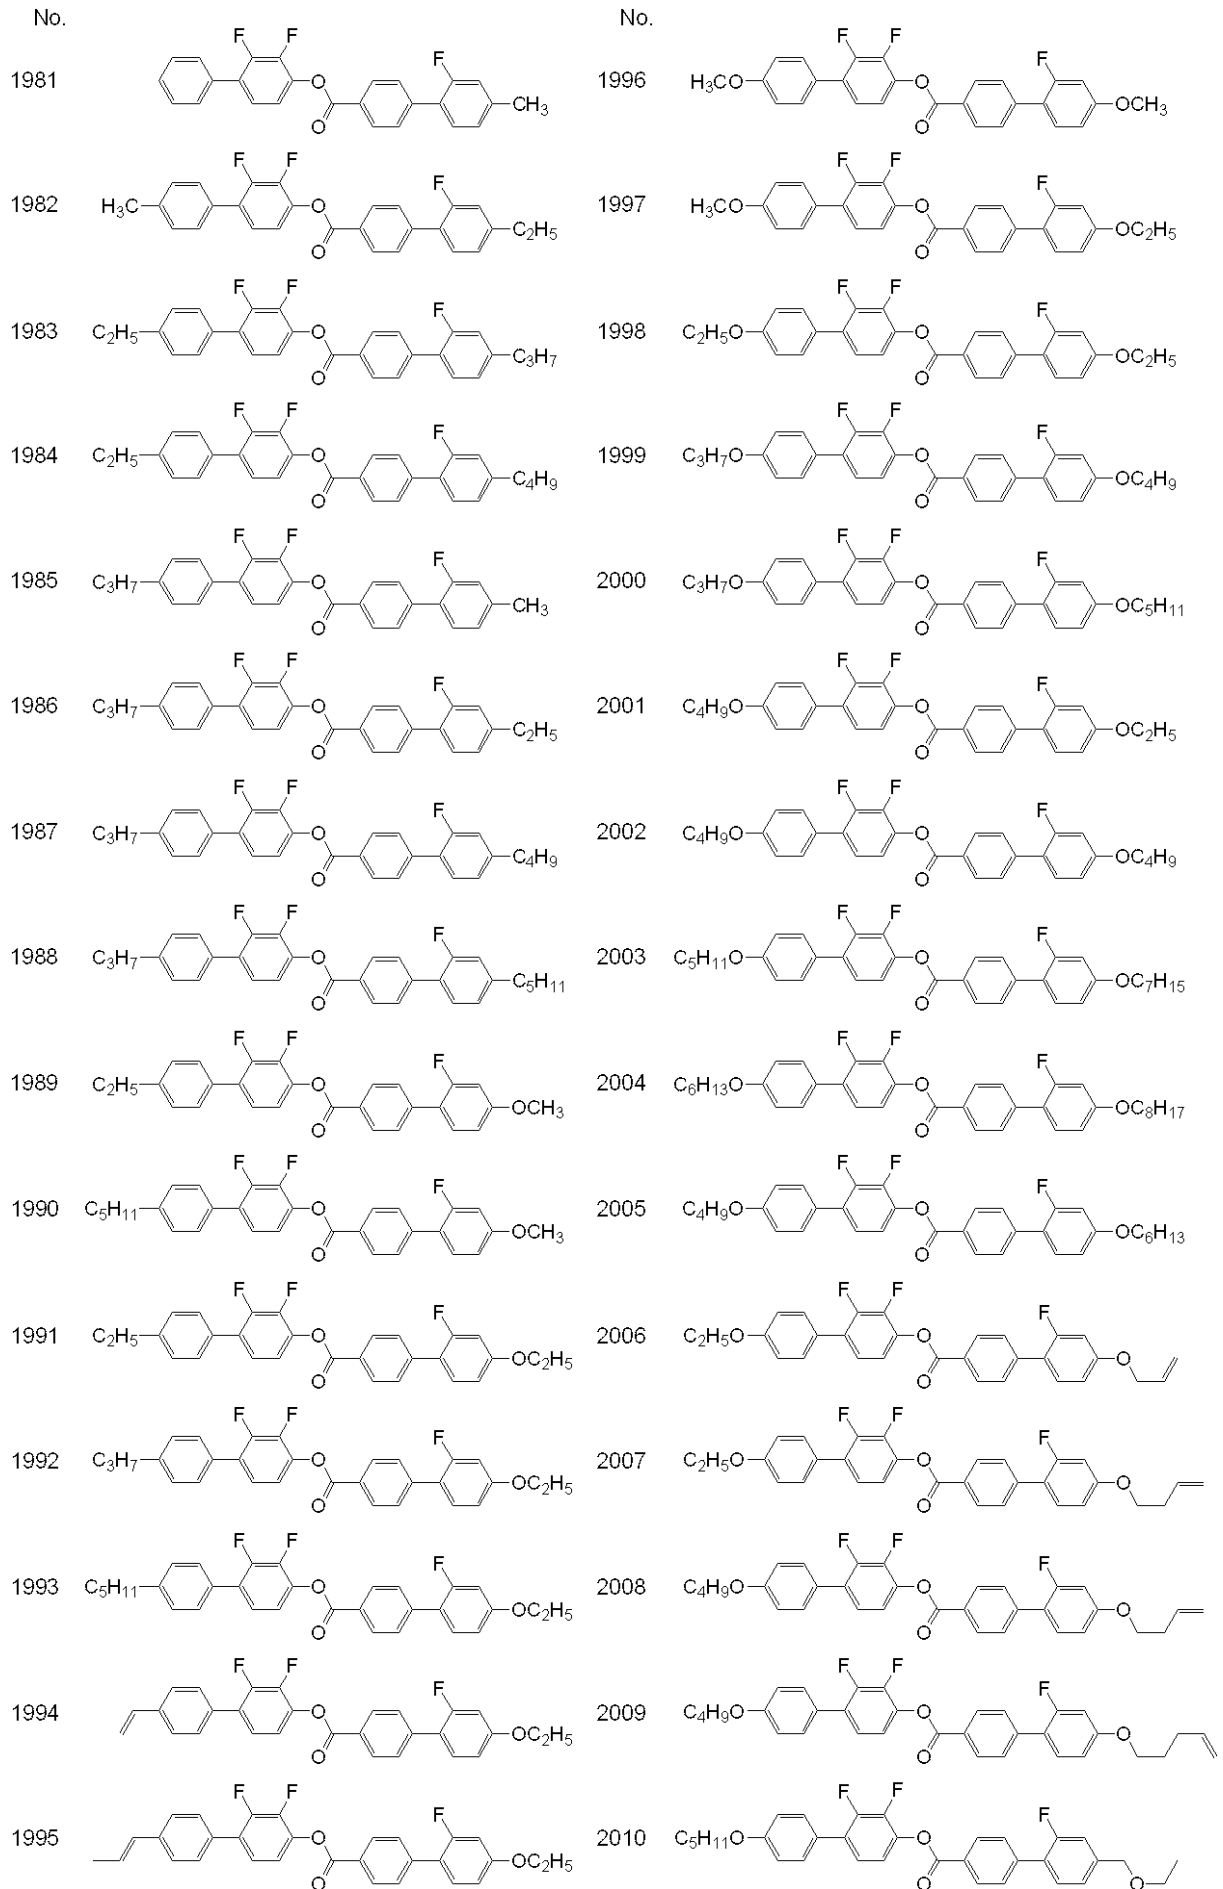 No.
F F
F
1981 O
CH3
O
F F
F
1982 H3C O
C2H5
O
F F
F
1983 C2H5 O
C3H7
O
F F
F
1984 C2H5 O
C4H9
O
F F
F
1985 C3H7 O
CH3
O
F F
F
1986 C3H7 O
C2H5
O
F F
F
1987 C3H7 O
C4H9
O
F F
F
1988 C3H7 O
C5H11
O
F F
F
1989 C2H5 O
OCH3
O
F F
F
1990 C5H11 O
OCH3
O
F F
F
1991 C2H5 O
OC2H5
O
F F
F
1992 C3H7 O
OC2H5
O
F F
F
1993 C5H11 O
OC2H5
O
F F
F
1994 O
OC2H5
O
F F
F
1995 O
OC2H5
O
No.
F F
F
1996 H3CO O
OCH3
O
F F
F
1997 H3CO O
OC2H5
O
F F
F
1998 C2H5O O
OC2H5
O
F F
F
1999 C3H7O O
OC4H9
O
F F
F
2000 C3H7O O
OC5H11
O
F F
F
2001 C4H9O O
OC2H5
O
F F
F
2002 C4H9O O
OC4H9
O
F F
F
2003 C5H11O O
OC7H15
O
F F
F
2004 C6H13O O
OC8H17
O
F F
F
2005 C4H9O O
OC6H13
O
F F
F
2006 C2H5O O
O
O
F F
F
2007 C2H5O O
O
O
F F
F
2008 C4H9O O
O
O
F F
F
2009 C4H9O O
O
O
F F
F
2010 C5H11O O
O O